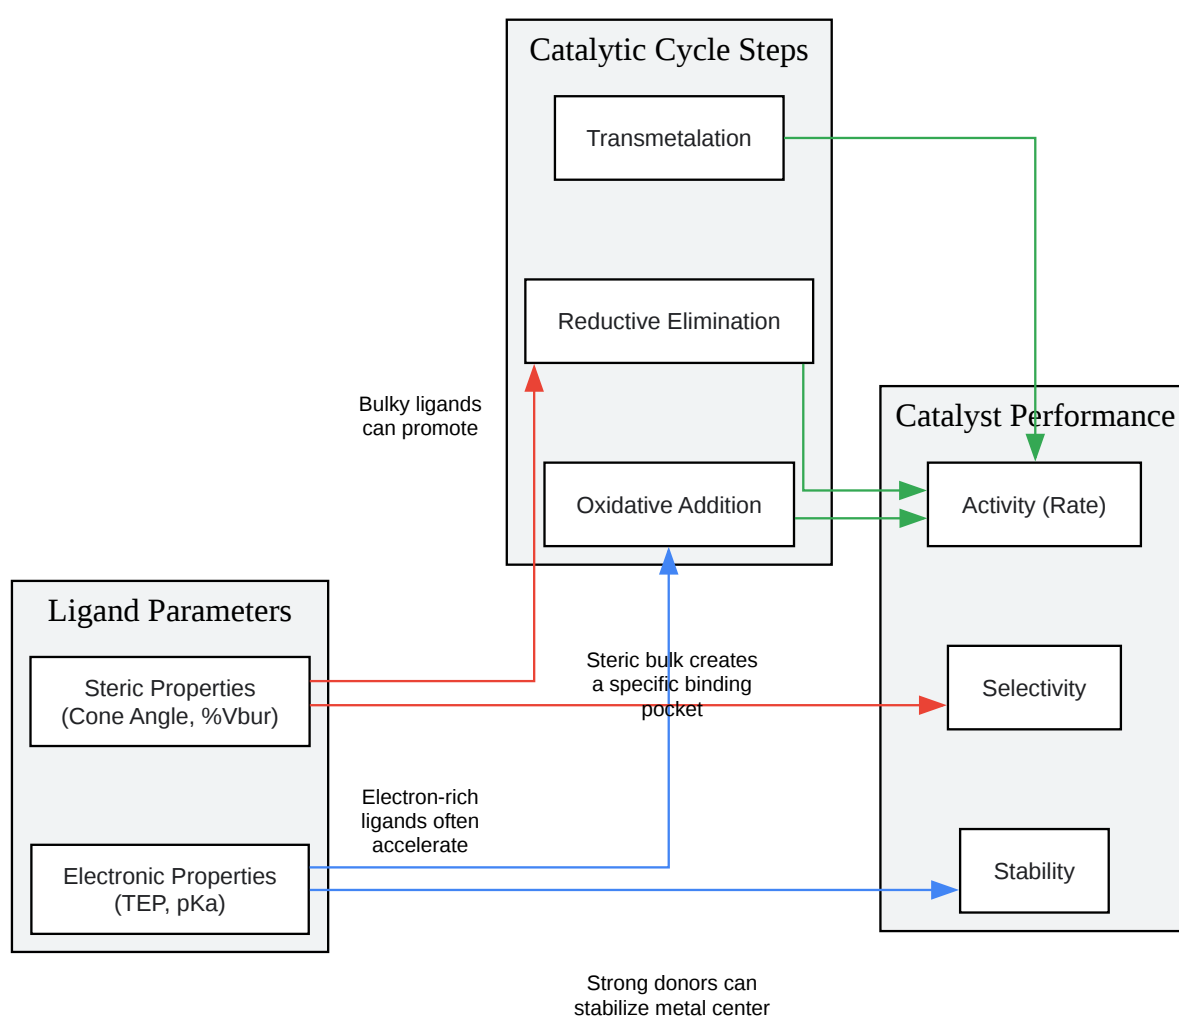 Catalytic Cycle Steps
Transmetalation
Reductive Elimination
Bulky ligands
can promote
Catalyst Performance
Oxidative Addition
Activity (Rate)
Ligand Parameters
Steric Properties
(Cone Angle, %Vbur)
Steric bulk creates
a specific binding
pocket
Selectivity
Electron-rich
ligands often
accelerate
Electronic Properties
(TEP, pKa)
Stability
Strong donors can
stabilize metal center